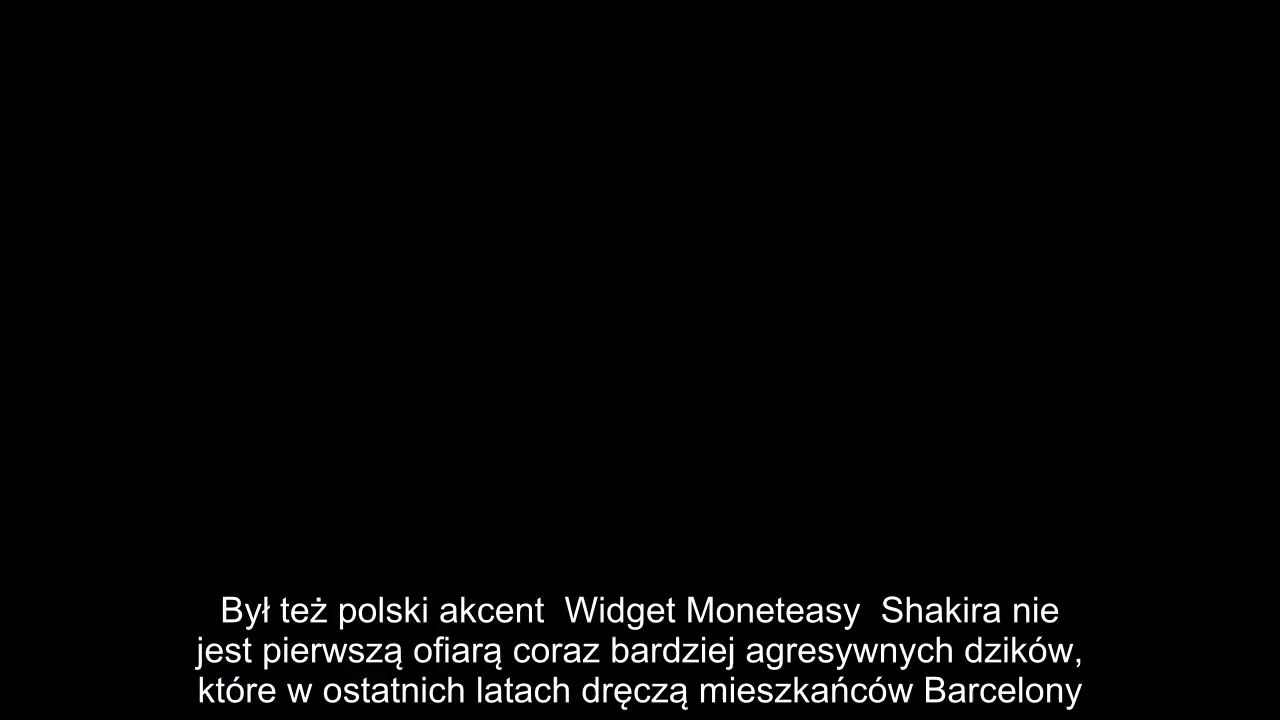 Był też polski akcent  Widget Moneteasy  Shakira nie
jest pierwszą ofiarą coraz bardziej agresywnych dzików,
które w ostatnich latach dręczą mieszkańców Barcelony